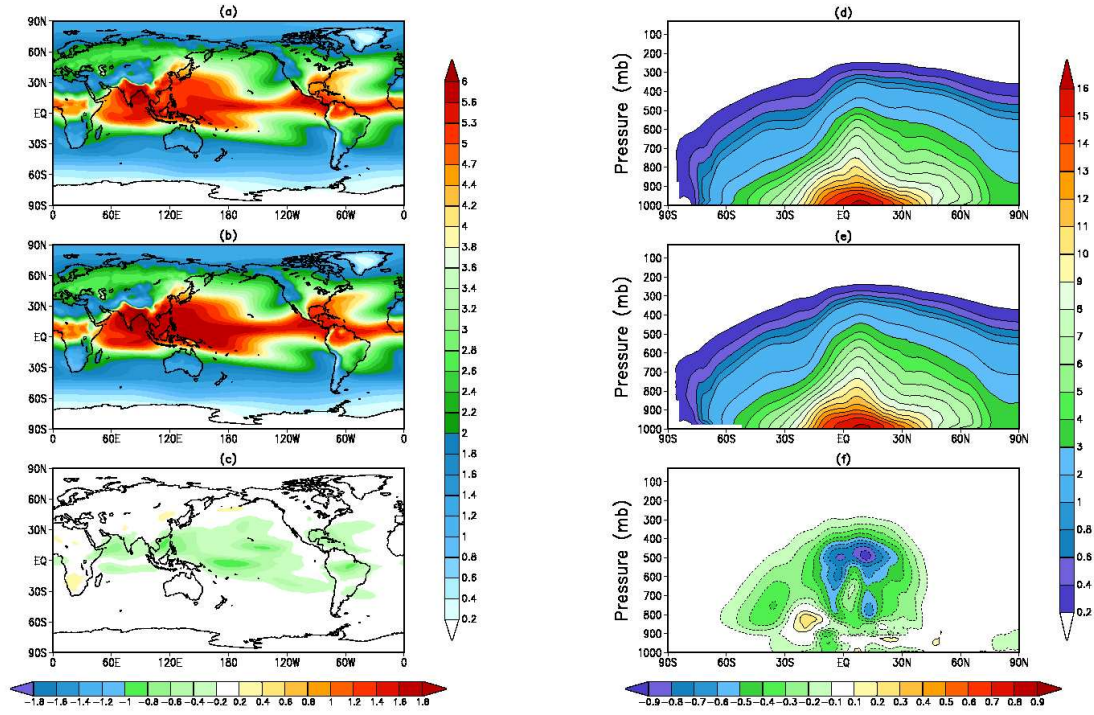 (a)
90N
60N
30N
EQ
30S
60S
90S
0 60E 120E 180 120W 60W 0
(b)
90N
60N
30N
EQ
30S
60S
90S
0 60E 120E 180 120W 60W 0
(c)
90N
60N
30N
EQ
30S
60S
90S
0 60E 120E 180 120W 60W 0
-1.8 -1.6 -1.4 -1.2 -1 -0.8 -0.6 -0.4 -0.2 0.2 0.4 0.6 0.8 1 1.2 1.4 1.6 1.8
6
5.6
5.3
5
4.7
4.4
4.2
4
3.8
3.6
3.4
3.2
3
2.8
2.6
2.4
2.2
2
1.8
1.6
1.4
1.2
1
0.8
0.6
0.4
0.2
(d)
Pressure (mb)
100
200
300
400
500
600
700
800
900
1000
90S 60S 30S EQ 30N 60N 90N
(e)
Pressure (mb)
100
200
300
400
500
600
700
800
900
1000
90S 60S 30S EQ 30N 60N 90N
(f)
Pressure (mb)
100
200
300
400
500
600
700
800
900
1000
90S 60S 30S EQ 30N 60N 90N
-0.9 -0.8 -0.7 -0.6 -0.5 -0.4 -0.3 -0.2 -0.1 0.1 0.2 0.3 0.4 0.5 0.6 0.7 0.8 0.9
16
15
14
13
12
11
10
9
8
7
6
5
4
3
2
1
0.8
0.6
0.4
0.2